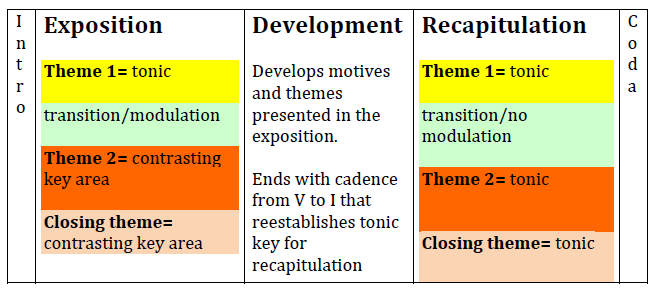 Intro
Exposition
Theme 1= tonic
transition/modulation
Theme 2= contrasting
key area
Closing theme=
contrasting key area
Development
Develops motives
and themes
presented in the
exposition.
Ends with cadence
from V to I that
reestablishes tonic
key for
recapitulation
Recapitulation
Theme 1= tonic
transition/no
modulation
Theme 2= tonic
Closing theme= tonic
Coda